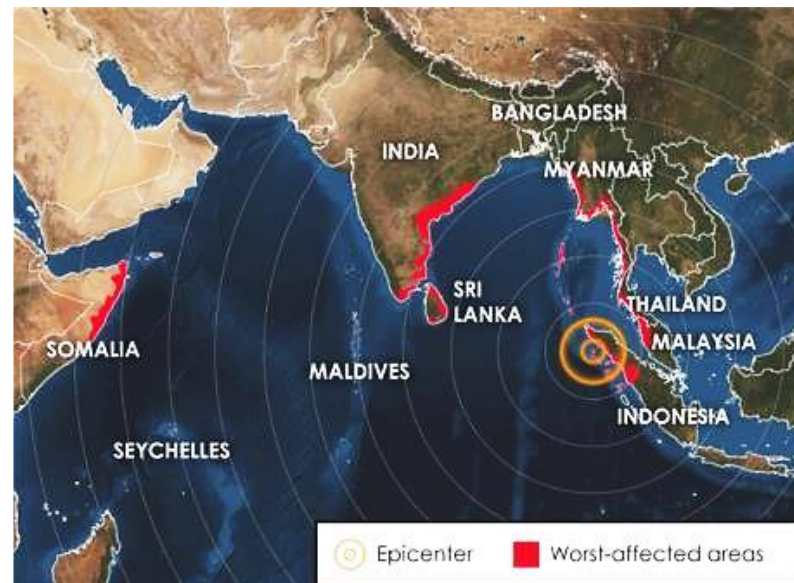 BANGLADESH
INDIA
MYANMAR
SRI
LANKA
THAILAND
MALAYSIA
SOMALIA
MALDIVES
INDONESIA
SEYCHELLES
Epicenter
Worst-affected areas